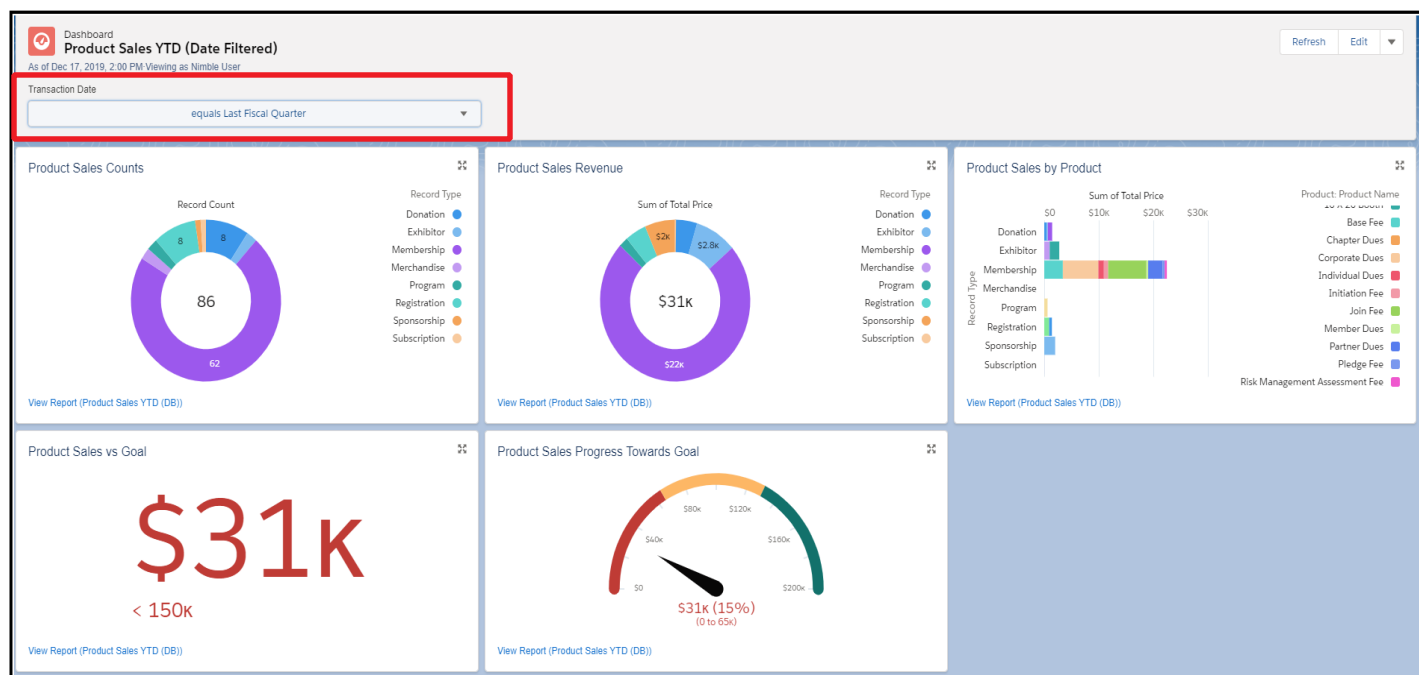 Dashboard
Product Sales YTD (Date Filtered)
As of Dec 17, 2019, 2:00 PM·Viewing as Nimble User
Refresh Edit
Transaction Date
equals Last Fiscal Quarter
Product Sales Counts
Record Count
8
8
86
62
Record Type
Donation
Exhibitor
Membership
Merchandise
Program
Registration
Sponsorship
Subscription
View Report (Product Sales YTD (DB))
Product Sales Revenue
Sum of Total Price
$2K
$2.8K
$31K
$22K
Record Type
Donation
Exhibitor
Membership
Merchandise
Program
Registration
Sponsorship
Subscription
View Report (Product Sales YTD (DB))
Product Sales by Product
Sum of Total Price
$0 $10K $20K $30K
Record Type
Donation
Exhibitor
Membership
Merchandise
Program
Registration
Sponsorship
Subscription
Product: Product Name
Base Fee
Chapter Dues
Corporate Dues
Individual Dues
Initiation Fee
Join Fee
Member Dues
Partner Dues
Pledge Fee
Risk Management Assessment Fee
View Report (Product Sales YTD (DB))
Product Sales vs Goal
$31K
< 150K
View Report (Product Sales YTD (DB))
Product Sales Progress Towards Goal
$80K $120K
$40K $160K
$0 $200K
$31K (15%)
(0 to 65K)
View Report (Product Sales YTD (DB))